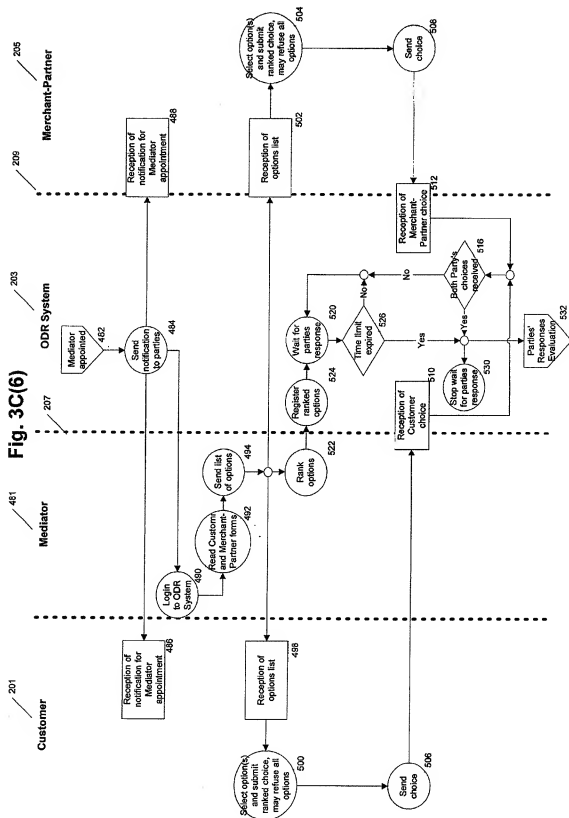 Fig. 3C(6)
Customer
201
Mediator
481
207
ODR System
203
209
Merchant-Partner
205
Mediator
appointed
482
Send
notification
to parties
484
Reception of
notification for
Mediator
appointment
486
Reception of
notification for
Mediator
appointment
488
Login
to ODR
System
490
Read Custom
and Merchant-
Partner forms
492
Send list
of options
494
Reception of
options list
498
Reception of
options list
502
Select option(s)
and submit
ranked choice,
may refuse all
options
500
Select option(s)
and submit
ranked choice,
may refuse all
options
504
Rank
options
522
Register
ranked
options
524
Wait for
parties
response
520
Time limit
expired
526
No
Yes
Send
choice
506
Send
choice
508
Reception of
Customer
choice
510
Reception of
Merchant-
Partner choice
512
Both Party's
choices
received
516
No
Yes
Stop wait
for parties
response
530
Parties'
Responses
Evaluation
532